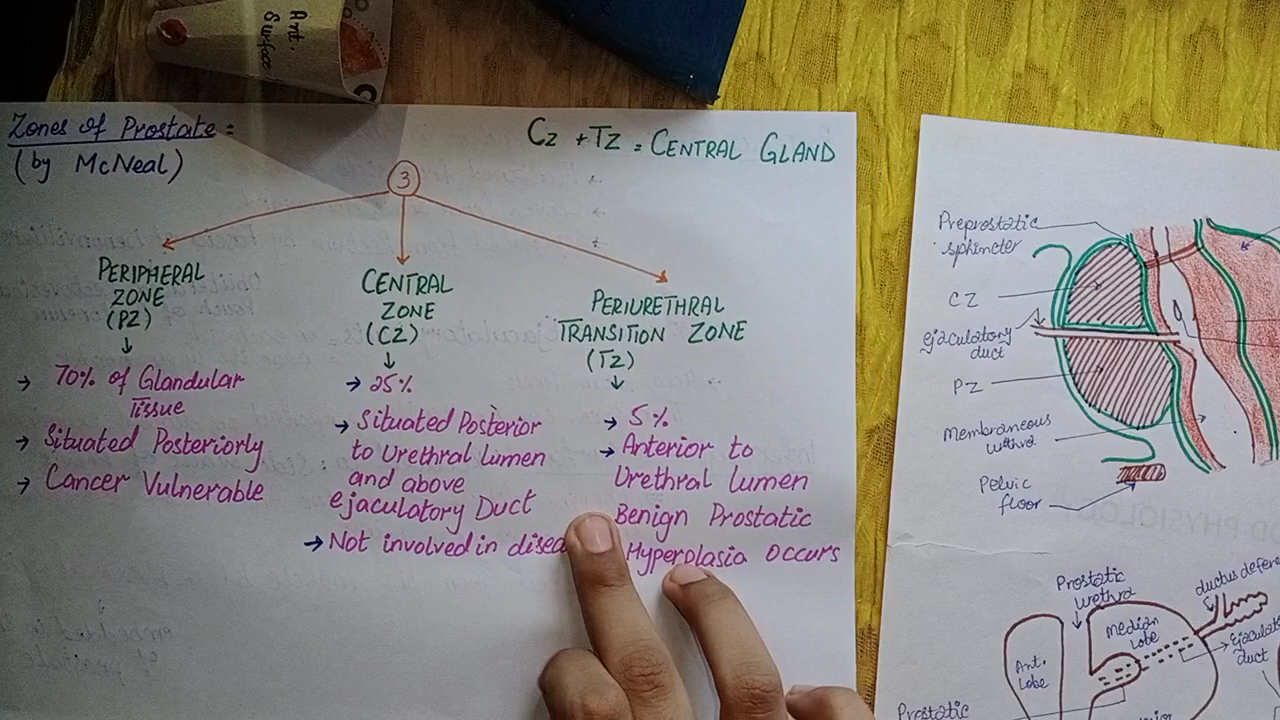 Ant.
Surface
Zones of Prostate =
(by McNeal)
Cz + Tz = CENTRAL GLAND
3
PERIPHERAL
ZONE
(PZ)
→ 70% of Glandular
Tissue
→ Situated Posteriorly
→ Cancer Vulnerable
CENTRAL
ZONE
(CZ)
→ 25%
→ Situated Posterior
to Urethral Lumen
and above
ejaculatory Duct
→ Not involved in
PERIURETHRAL
TRANSITION ZONE
(TZ)
→ 5%
→ Anterior to
Urethral Lumen
Benign Prostatic
Hyperplasia Occurs
Preprostatic
sphincter
CZ
ejaculatory
duct
PZ
Membraneous
urethra
Pelvic
floor
Prostatic
urethra
ductus
Median
lobe
duct
Ant.
lobe
Prostatic